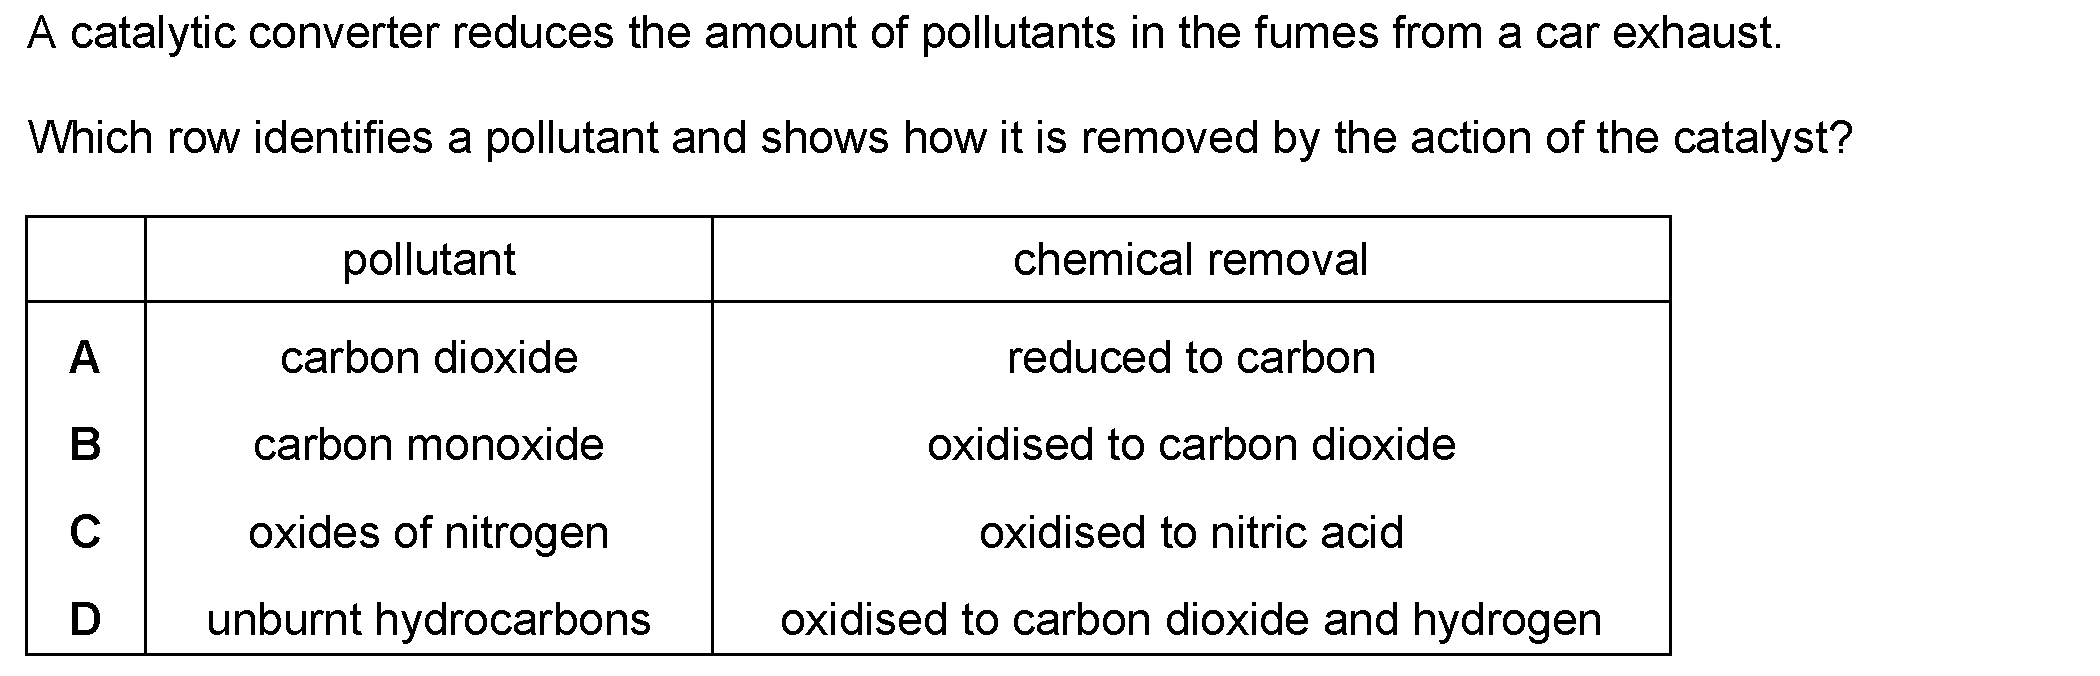 A catalytic converter reduces the amount of pollutants in the fumes from a car exhaust.
Which row identifies a pollutant and shows how it is removed by the action of the catalyst?
pollutant chemical removal
A carbon dioxide reduced to carbon
B carbon monoxide oxidised to carbon dioxide
C oxides of nitrogen oxidised to nitric acid
D unburnt hydrocarbons oxidised to carbon dioxide and hydrogen